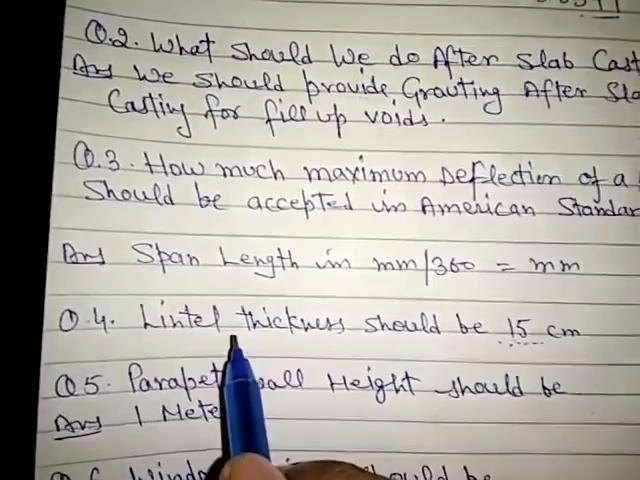 Q.2. What should We do After Slab Cast
Ans We should provide Grouting After Sla
Casting for fill up voids.
Q.3. How much maximum Deflection of a
Should be accepted in American Standar
Ans Span Length in mm/360 = mm
Q.4. Lintel thickness should be 15 cm
Q5. Parapet wall Height should be
Ans 1 Mete